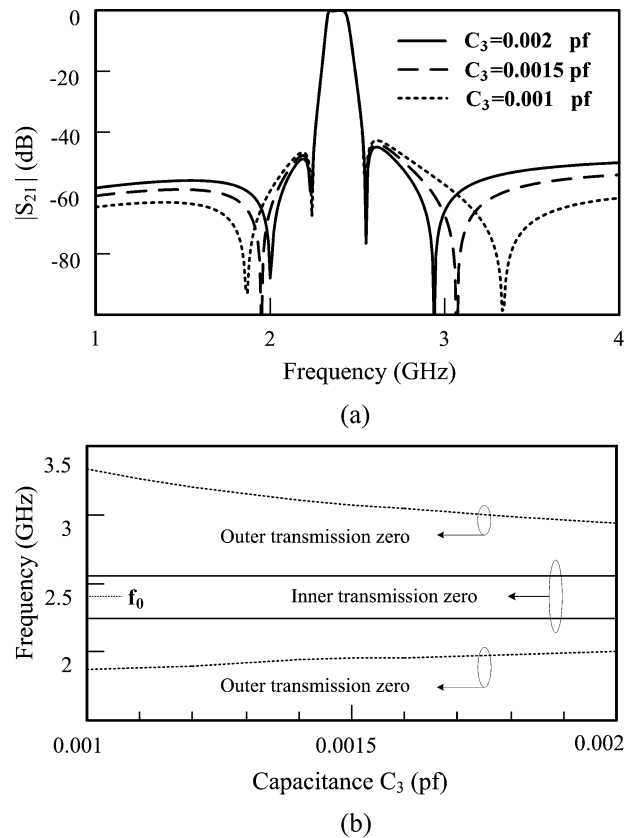 0
-20
-40
-60
-80
|S21| (dB)
C3=0.002 pf
C3=0.0015 pf
C3=0.001 pf
1 2 3 4
Frequency (GHz)
(a)
3.5
3
2.5
2
Frequency (GHz)
Outer transmission zero
f0
Inner transmission zero
Outer transmission zero
0.001 0.0015 0.002
Capacitance C3 (pf)
(b)